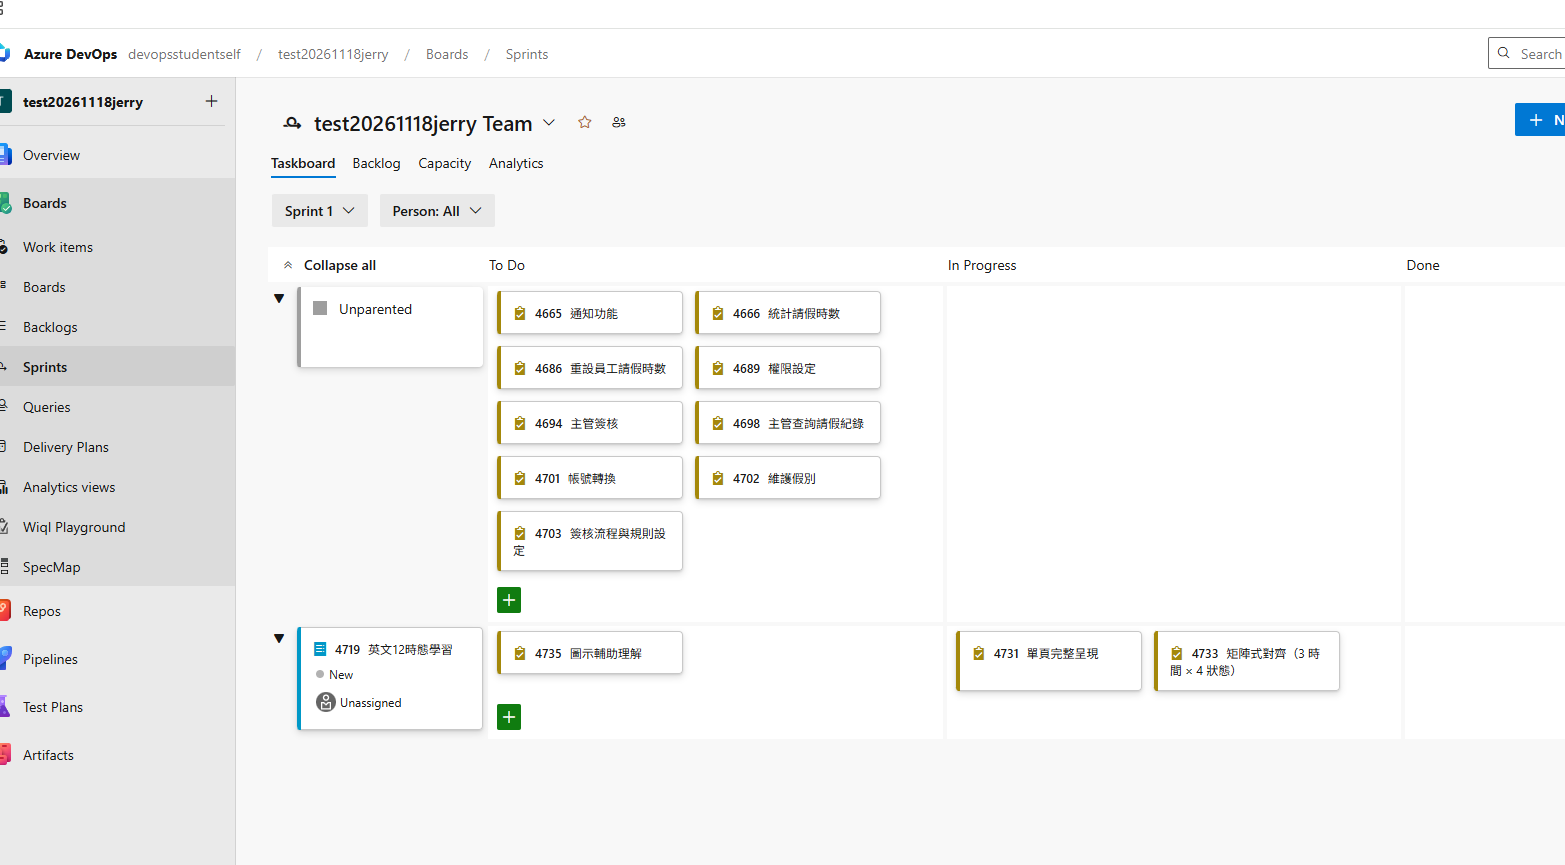 Azure DevOps devopsstudentself / test20261118jerry / Boards / Sprints
Search
test20261118jerry +
Overview
Boards
Work items
Boards
Backlogs
Sprints
Queries
Delivery Plans
Analytics views
Wiql Playground
SpecMap
Repos
Pipelines
Test Plans
Artifacts
test20261118jerry Team
+ N
Taskboard Backlog Capacity Analytics
Sprint 1
Person: All
Collapse all
To Do
In Progress
Done
Unparented
4665 通知功能
4666 統計請假時數
4686 重設員工請假時數
4689 權限設定
4694 主管簽核
4698 主管查詢請假紀錄
4701 帳號轉換
4702 維護假別
4703 簽核流程與規則設
定
4719 英文12時態學習
New
Unassigned
4735 圖示輔助理解
4731 單頁完整呈現
4733 矩陣式對齊（3 時
間 × 4 狀態）